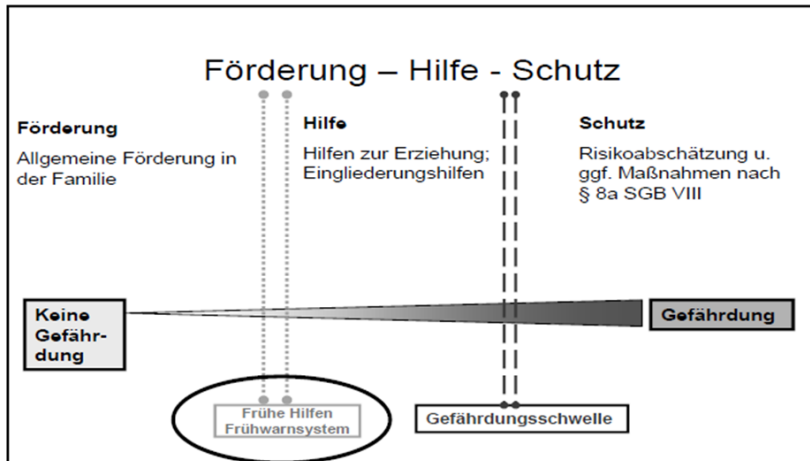 Förderung – Hilfe - Schutz
Förderung
Allgemeine Förderung in
der Familie
Hilfe
Hilfen zur Erziehung;
Eingliederungshilfen
Schutz
Risikoabschätzung u.
ggf. Maßnahmen nach
§ 8a SGB VIII
Keine
Gefähr-
dung
Gefährdung
Frühe Hilfen
Frühwarnsystem
Gefährdungsschwelle